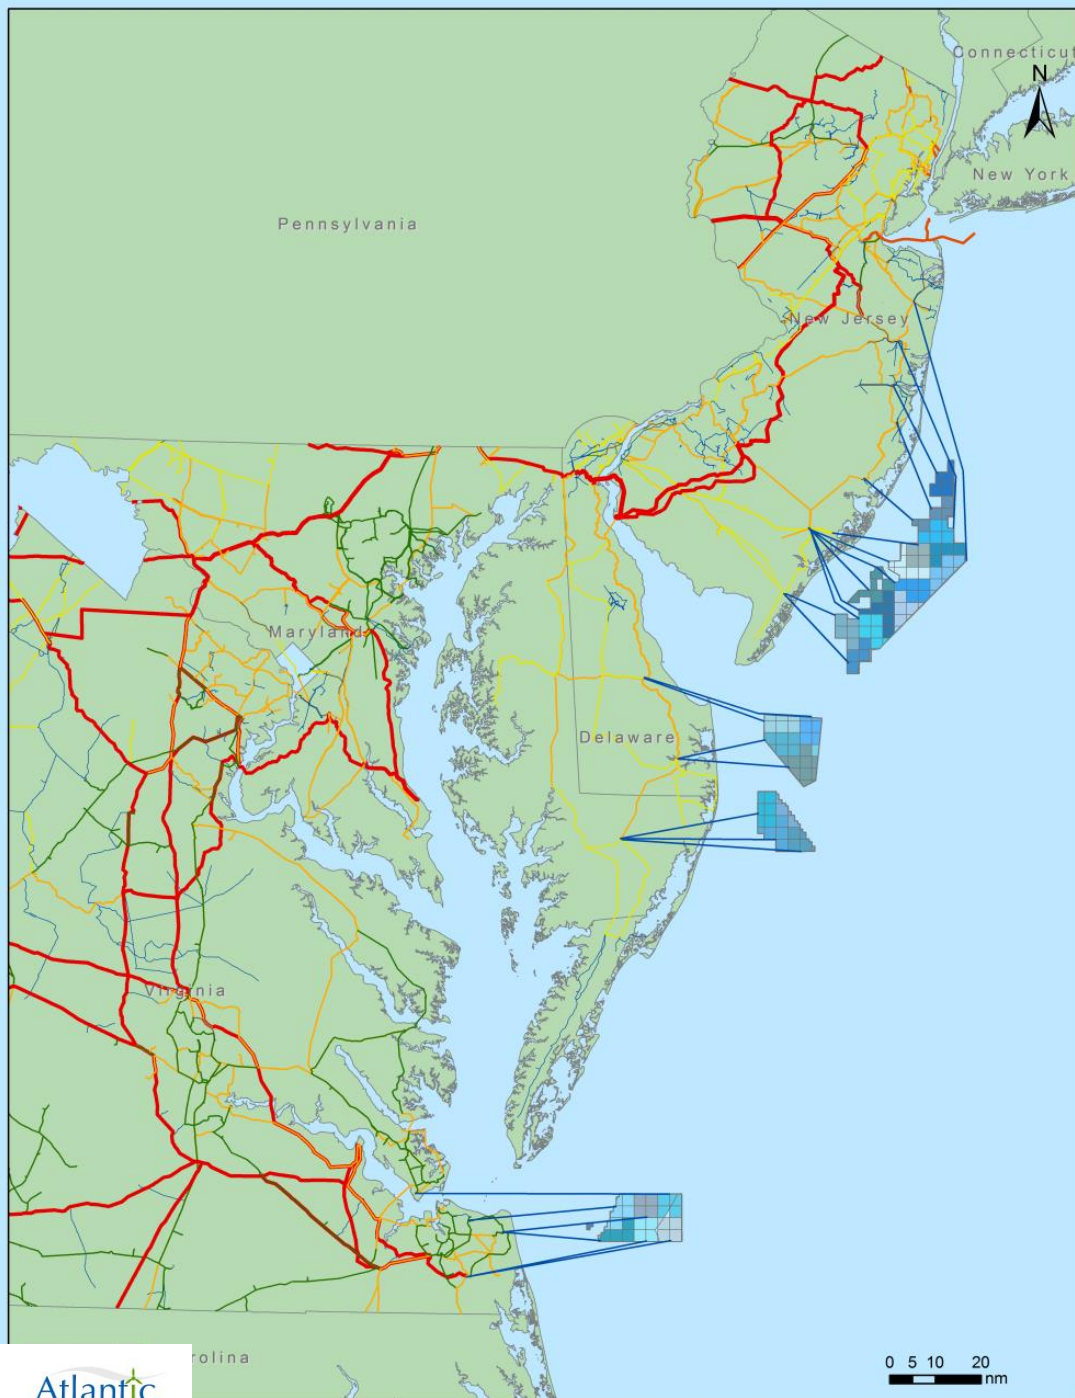 Connecticut
N
New York
Pennsylvania
New Jersey
Maryland
Delaware
Virginia
rolina
0 5 10 20
nm
Atlantic